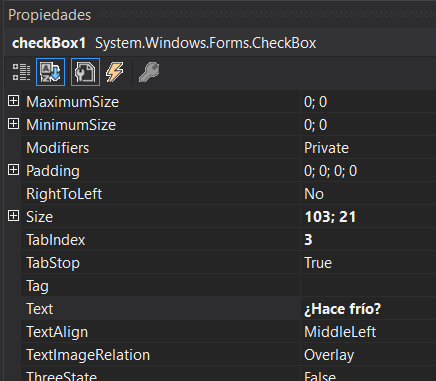 Propiedades
checkBox1 System.Windows.Forms.CheckBox
MaximumSize 0; 0
MinimumSize 0; 0
Modifiers Private
Padding 0; 0; 0; 0
RightToLeft No
Size 103; 21
TabIndex 3
TabStop True
Tag
Text ¿Hace frío?
TextAlign MiddleLeft
TextImageRelation Overlay
ThreeState False